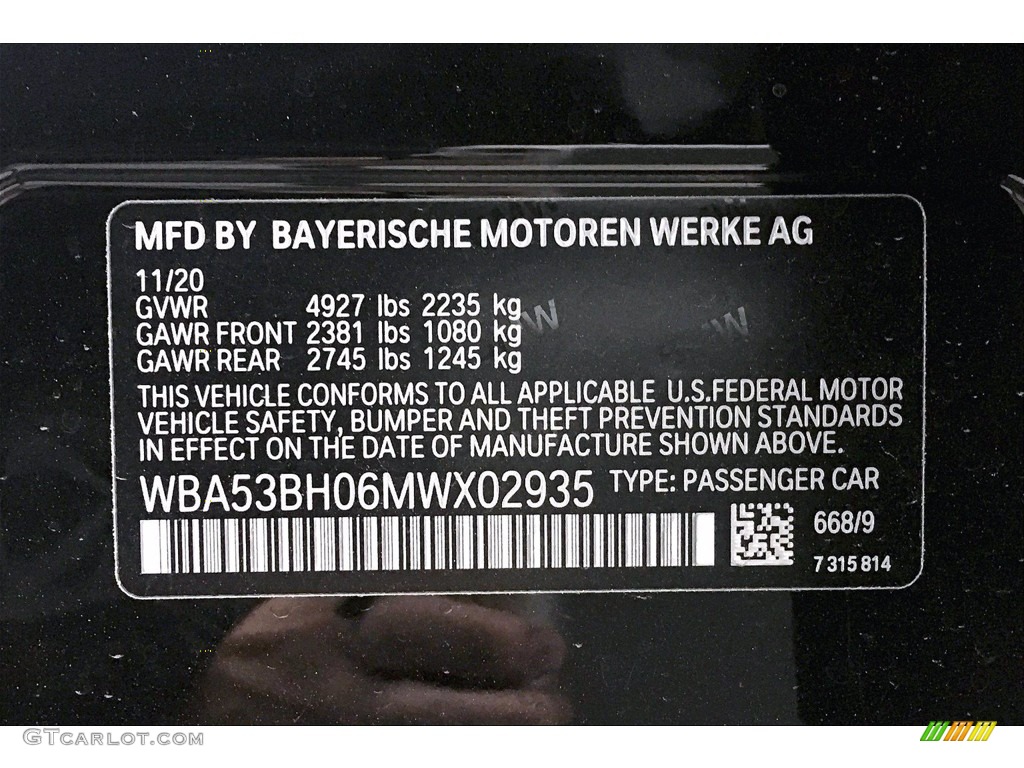 MFD BY BAYERISCHE MOTOREN WERKE AG
11/20
GVWR 4927 lbs 2235 kg
GAWR FRONT 2381 lbs 1080 kg
GAWR REAR 2745 lbs 1245 kg
THIS VEHICLE CONFORMS TO ALL APPLICABLE U.S.FEDERAL MOTOR
VEHICLE SAFETY, BUMPER AND THEFT PREVENTION STANDARDS
IN EFFECT ON THE DATE OF MANUFACTURE SHOWN ABOVE.
WBA53BH06MWX02935 TYPE: PASSENGER CAR
668/9
7 315 814
GTcarlot.com